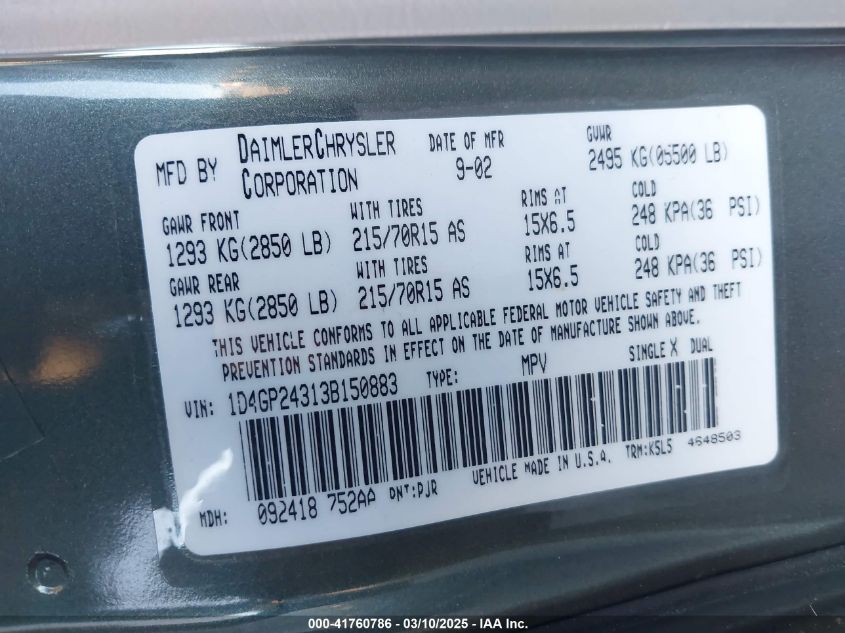 MFD BY DAIMLERCHRYSLER CORPORATION DATE OF MFR 9-02 GVWR 2495 KG(05500 LB)
GAWR FRONT WITH TIRES RIMS AT COLD
1293 KG(2850 LB) 215/70R15 AS 15X6.5 248 KPA(36 PSI)
GAWR REAR WITH TIRES RIMS AT COLD
1293 KG(2850 LB) 215/70R15 AS 15X6.5 248 KPA(36 PSI)
THIS VEHICLE CONFORMS TO ALL APPLICABLE FEDERAL MOTOR VEHICLE SAFETY AND THEFT
PREVENTION STANDARDS IN EFFECT ON THE DATE OF MANUFACTURE SHOWN ABOVE.
VIN: 1D4GP24313B150883 TYPE: MPV SINGLE X DUAL
MDH: 092418 752AA PNT:PJR VEHICLE MADE IN U.S.A. TRM:K5L5 4648503
000-41760786 - 03/10/2025 - IAA Inc.